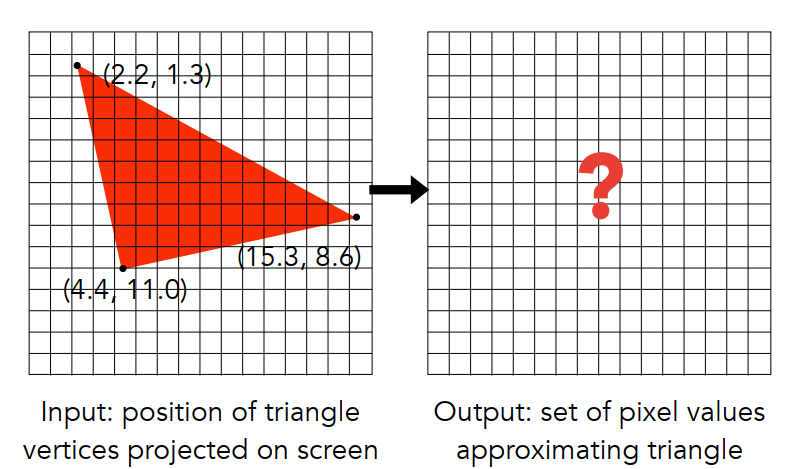 (2.2, 1.3)
(15.3, 8.6)
(4.4, 11.0)
?
Input: position of triangle
vertices projected on screen
Output: set of pixel values
approximating triangle